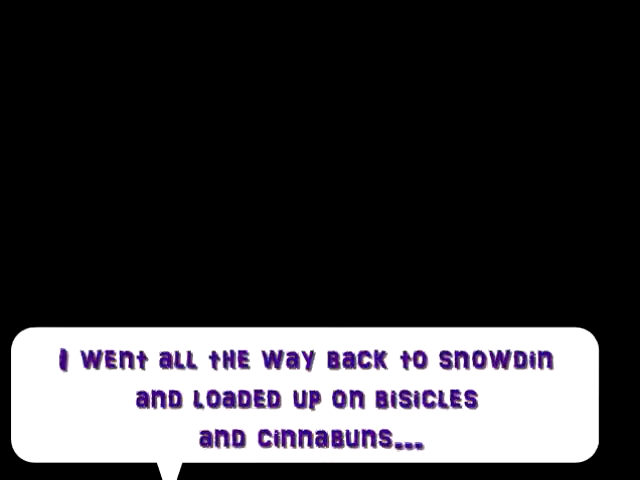 I went all the way back to snowdin
and loaded up on bisicles
and cinnabuns...